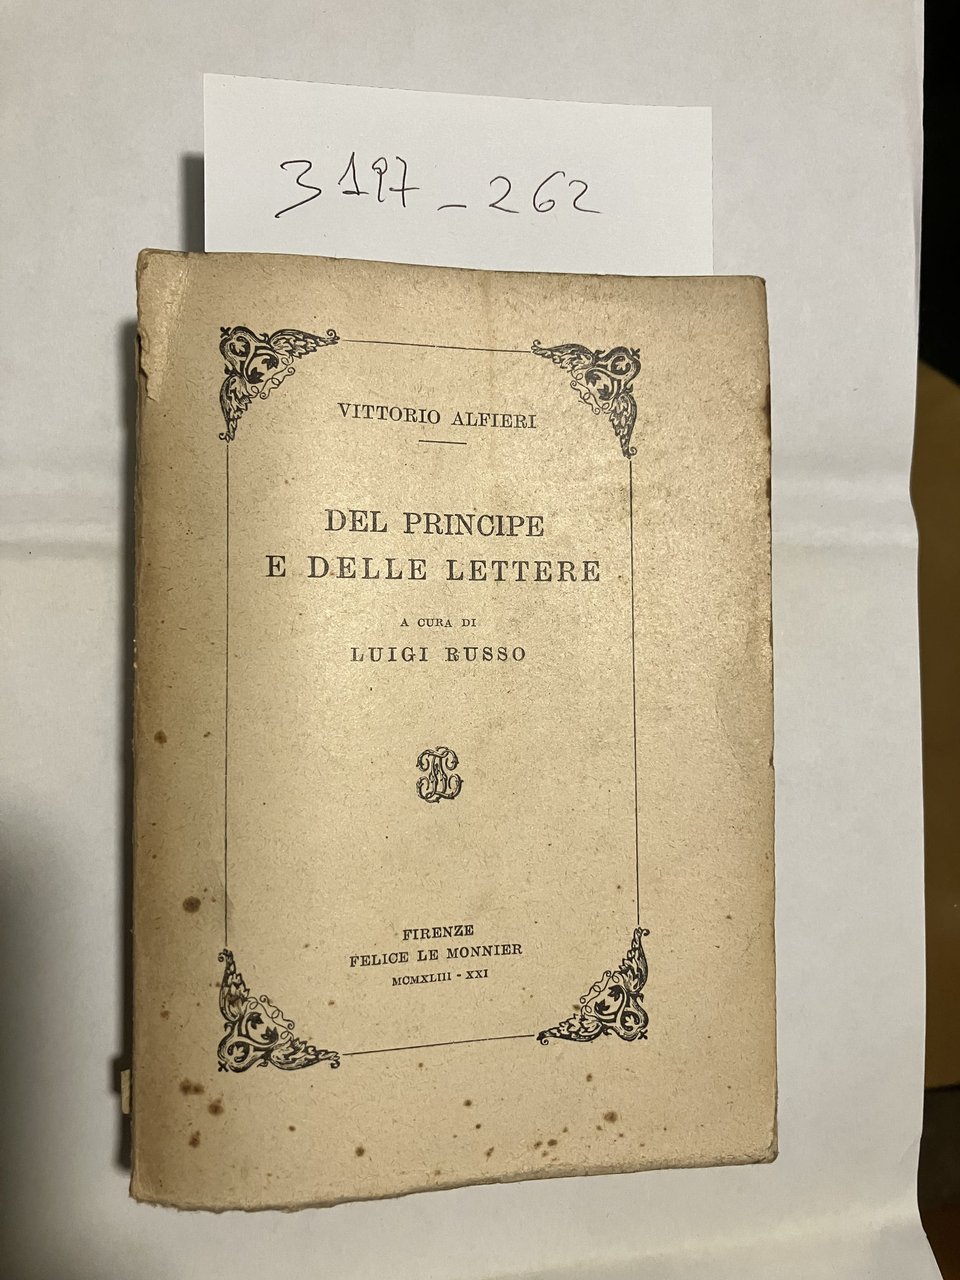 3197_262
VITTORIO ALFIERI
DEL PRINCIPE
E DELLE LETTERE
A CURA DI
LUIGI RUSSO
FIRENZE
FELICE LE MONNIER
MCMXLIII - XXI